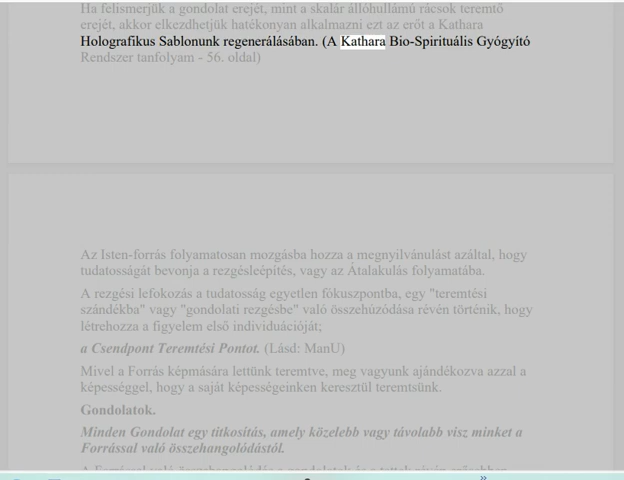 Ha felismerjük a gondolat erejét, mint a skalár állóhullámú rácsok teremtő
erejét, akkor elkezdhetjük hatékonyan alkalmazni ezt az erőt a Kathara
Holografikus Sablonunk regenerálásában. (A Kathara Bio-Spirituális Gyógyító
Rendszer tanfolyam - 56. oldal)
Az Isten-forrás folyamatosan mozgásba hozza a megnyilvánulást azáltal, hogy
tudatosságát bevonja a rezgésleépítés, vagy az Átalakulás folyamatába.
A rezgési lefokozás a tudatosság egyetlen fókuszpontba, egy "teremtési
szándékba" vagy "gondolati rezgésbe" való összehúzódása révén történik, hogy
létrehozza a figyelem első individuációját;
a Csendpont Teremtési Pontot. (Lásd: ManU)
Mivel a Forrás képmására lettünk teremtve, meg vagyunk ajándékozva azzal a
képességgel, hogy a saját képességeinken keresztül teremtsünk.
Gondolatok.
Minden Gondolat egy titkosítás, amely közelebb vagy távolabb visz minket a
Forrással való összehangolódástól.